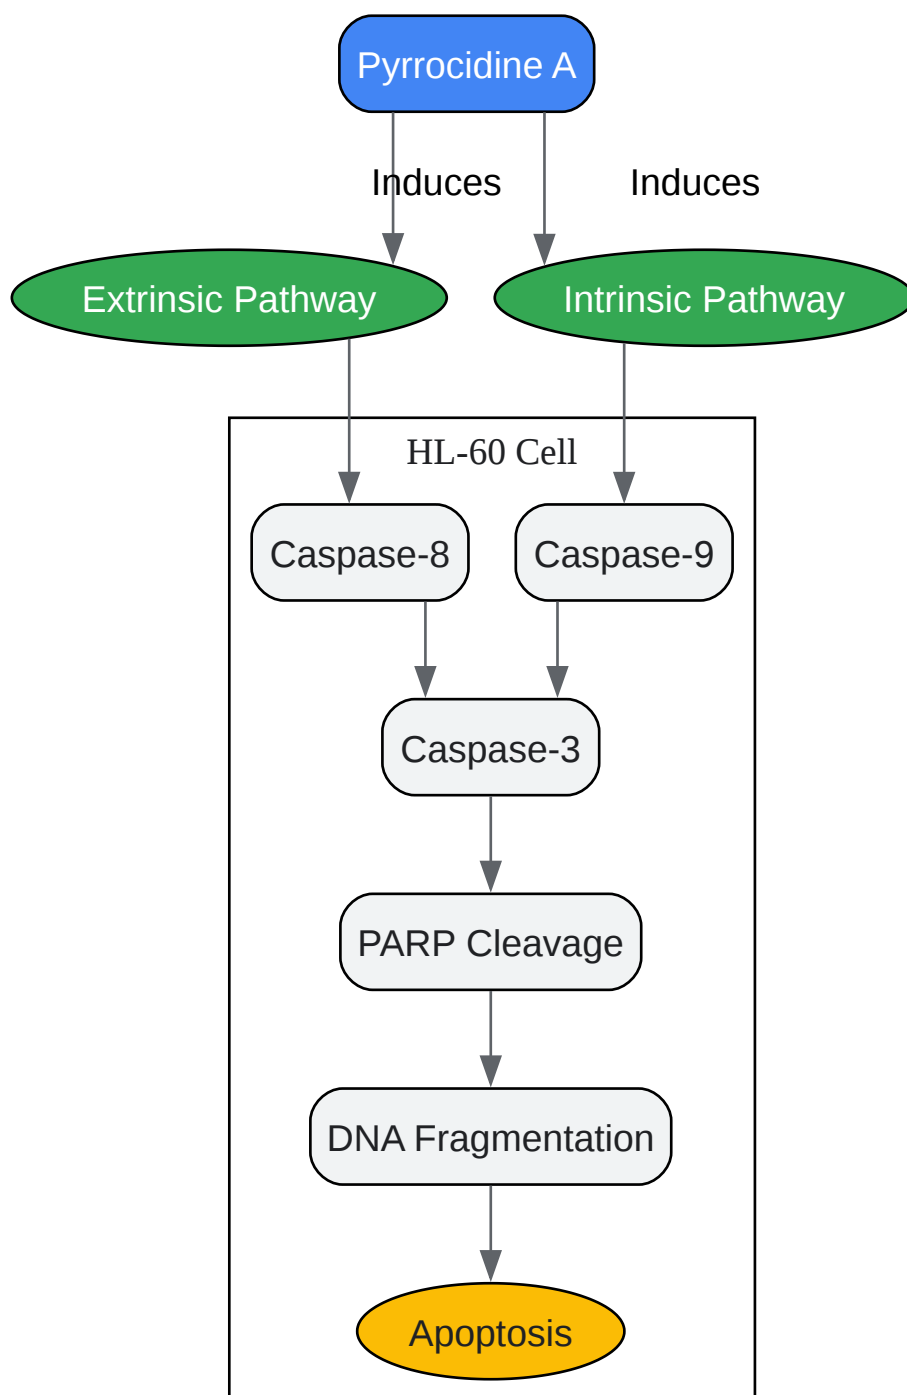 Pyrrocidine A
Induces
Induces
Extrinsic Pathway
Intrinsic Pathway
HL-60 Cell
Caspase-8
Caspase-9
Caspase-3
PARP Cleavage
DNA Fragmentation
Apoptosis